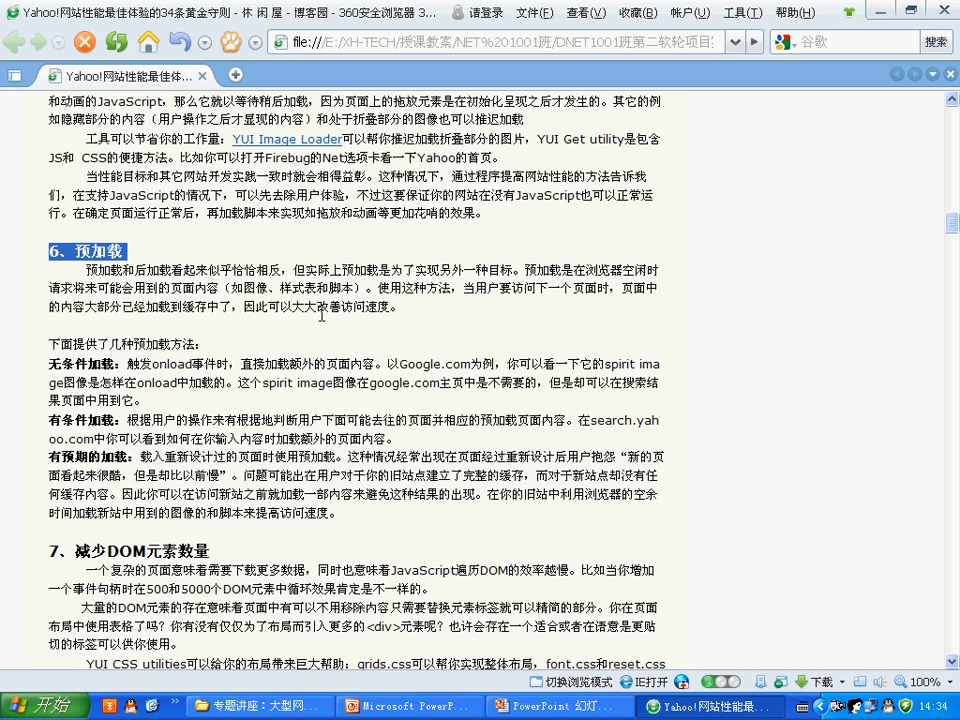 Yahoo!网站性能最佳体验的34条黄金守则 - 休 闲 屋 - 博客园 - 360安全浏览器 3... 请登录 文件(F) 查看(V) 收藏(B) 帐户(U) 工具(T) 帮助(H)
file:///E:/XH-TECH/授课教案/NET%201001班/DNET1001班第二软轮项目 谷歌 搜索
Yahoo!网站性能最佳体...
和动画的JavaScript，那么它就以等待稍后加载，因为页面上的拖放元素是在初始化呈现之后才发生的。其它的例
如隐藏部分的内容（用户操作之后才显现的内容）和处于折叠部分的图像也可以推迟加载
工具可以节省你的工作量：YUI Image Loader可以帮你推迟加载折叠部分的图片，YUI Get utility是包含
JS和 CSS的便捷方法。比如你可以打开Firebug的Net选项卡看一下Yahoo的首页。
当性能目标和其它网站开发实践一致时就会相得益彰。这种情况下，通过程序提高网站性能的方法告诉我
们，在支持JavaScript的情况下，可以先去除用户体验，不过这要保证你的网站在没有JavaScript也可以正常运
行。在确定页面运行正常后，再加载脚本来实现如拖放和动画等更加花哨的效果。
6、预加载
预加载和后加载看起来似乎恰恰相反，但实际上预加载是为了实现另外一种目标。预加载是在浏览器空闲时
请求将来可能会用到的页面内容（如图像、样式表和脚本）。使用这种方法，当用户要访问下一个页面时，页面中
的内容大部分已经加载到缓存中了，因此可以大大改善访问速度。
下面提供了几种预加载方法：
无条件加载：触发onload事件时，直接加载额外的页面内容。以Google.com为例，你可以看一下它的spirit ima
ge图像是怎样在onload中加载的。这个spirit image图像在google.com主页中是不需要的，但是却可以在搜索结
果页面中用到它。
有条件加载：根据用户的操作来有根据地判断用户下面可能去往的页面并相应的预加载页面内容。在search.yah
oo.com中你可以看到如何在你输入内容时加载额外的页面内容。
有预期的加载：载入重新设计过的页面时使用预加载。这种情况经常出现在页面经过重新设计后用户抱怨“新的页
面看起来很酷，但是却比以前慢”。问题可能出在用户对于你的旧站点建立了完整的缓存，而对于新站点却没有任
何缓存内容。因此你可以在访问新站之前就加载一部内容来避免这种结果的出现。在你的旧站中利用浏览器的空余
时间加载新站中用到的图像的和脚本来提高访问速度。
7、减少DOM元素数量
一个复杂的页面意味着需要下载更多数据，同时也意味着JavaScript遍历DOM的效率越慢。比如当你增加
一个事件句柄时在500和5000个DOM元素中循环效果肯定是不一样的。
大量的DOM元素的存在意味着页面中有可以不用移除内容只需要替换元素标签就可以精简的部分。你在页面
布局中使用表格了吗？你有没有仅仅为了布局而引入更多的<div>元素呢？也许会存在一个适合或者在语意是更贴
切的标签可以供你使用。
YUI CSS utilities可以给你的布局带来巨大帮助：grids.css可以帮你实现整体布局，font.css和reset.css
切换浏览模式 IE打开 下载 100%
开始 专题讲座：大型网... Microsoft PowerP... PowerPoint 幻灯... Yahoo!网站性能最... 14:34